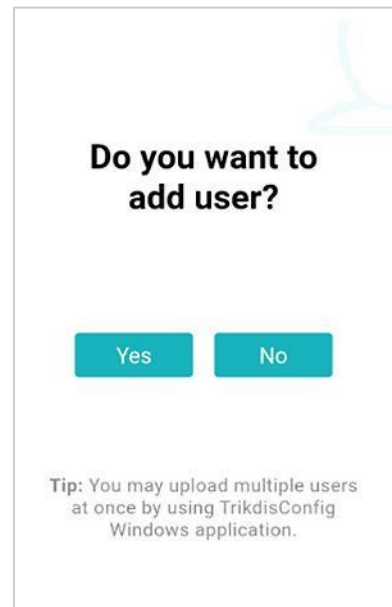 Do you want to
add user?
Yes
No
Tip: You may upload multiple users
at once by using TrikdisConfig
Windows application.